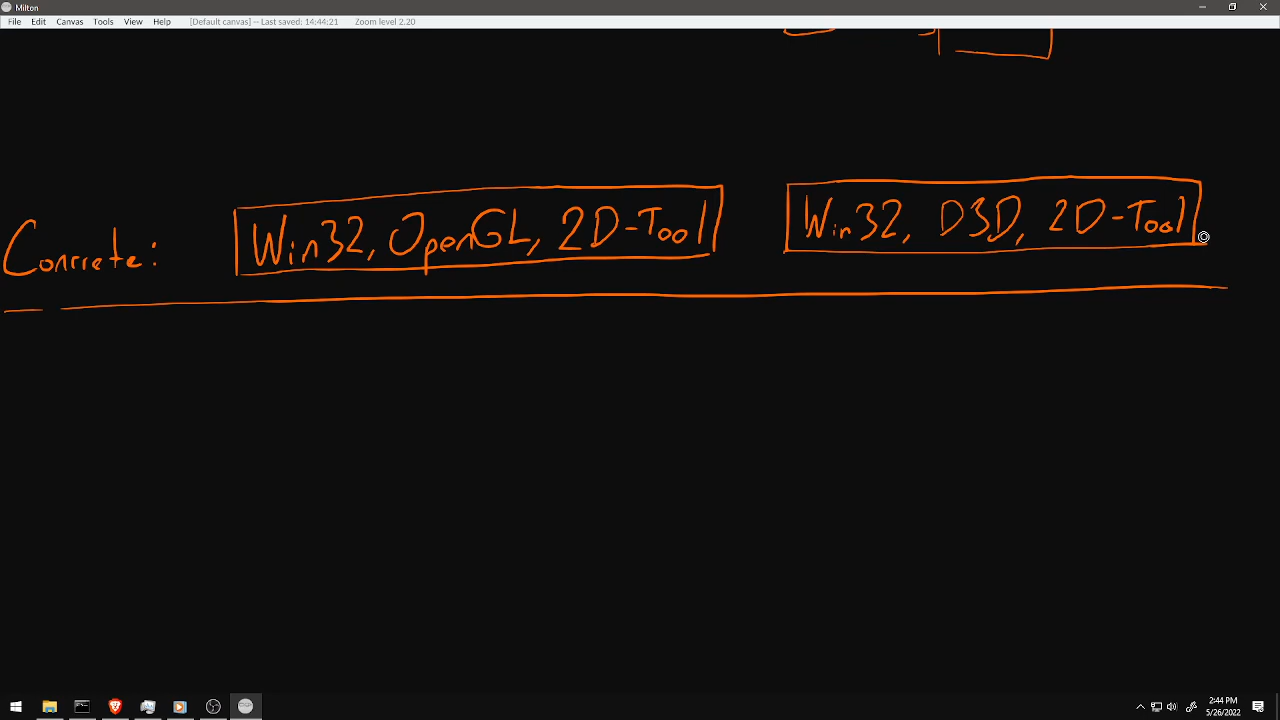 Milton
File Edit Canvas Tools View Help [Default canvas] -- Last saved: 14:44:21 Zoom level 2.20
Concrete: Win32, OpenGL, 2D-Tool Win32, D3D, 2D-Tool
2:44 PM
5/26/2022